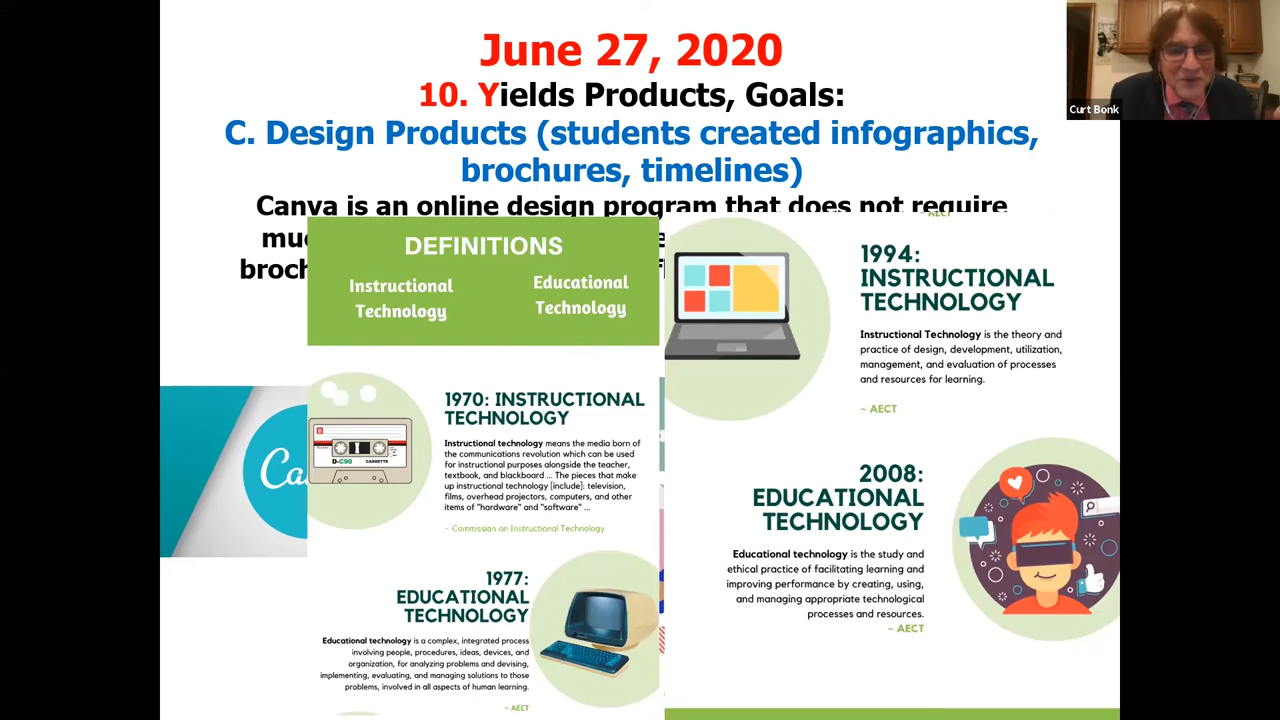 June 27, 2020
10. Yields Products, Goals:
C. Design Products (students created infographics,
brochures, timelines)
Canva is an online design program that does not require
Curt Bonk
DEFINITIONS
Instructional
Technology
Educational
Technology
1970: INSTRUCTIONAL
TECHNOLOGY
Instructional technology means the media born of
the communications revolution which can be used
for instructional purposes alongside the teacher,
textbook, and blackboard ... The pieces that make
up instructional technology [include]: television,
films, overhead projectors, computers, and other
items of "hardware" and "software" ...
~ Commission on Instructional Technology
D-C90 CASSETTE
1977:
EDUCATIONAL
TECHNOLOGY
Educational technology is a complex, integrated process
involving people, procedures, ideas, devices, and
organization, for analyzing problems and devising,
implementing, evaluating, and managing solutions to those
problems, involved in all aspects of human learning.
~ AECT
~ AECT
1994:
INSTRUCTIONAL
TECHNOLOGY
Instructional Technology is the theory and
practice of design, development, utilization,
management, and evaluation of processes
and resources for learning.
~ AECT
2008:
EDUCATIONAL
TECHNOLOGY
Educational technology is the study and
ethical practice of facilitating learning and
improving performance by creating, using,
and managing appropriate technological
processes and resources.
~ AECT